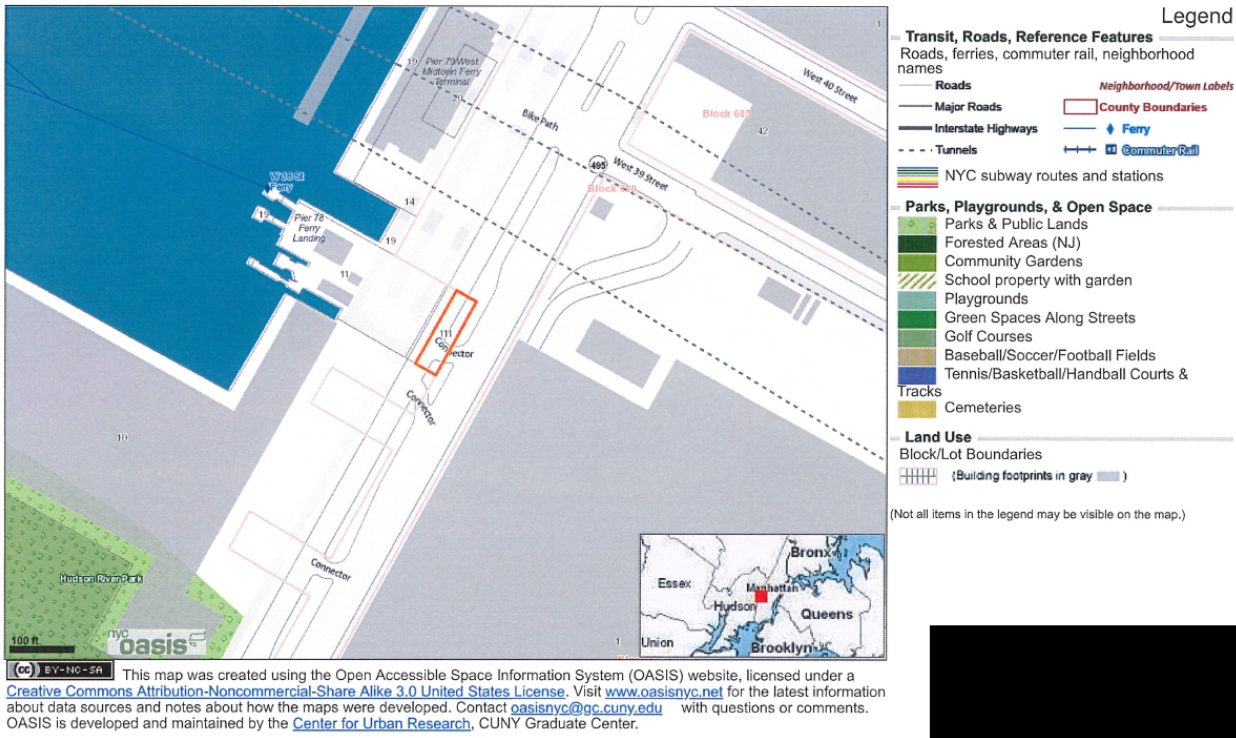 1
19
Pier 79/West
Midtown Ferry
Terminal
20
West 40 Street
Block 685
42
Bike Path
495
West 39 Street
W 38 St
Ferry
14
19
Pier 78
Ferry
Landing
19
11
111
Connector
Connector
10
Hudson River Park
Connector
100 ft
nyc
oasis
1
Bronx
Essex
Manhattan
Hudson
Queens
Union
Brooklyn
Legend
Transit, Roads, Reference Features
Roads, ferries, commuter rail, neighborhood
names
Roads Neighborhood/Town Labels
Major Roads County Boundaries
Interstate Highways Ferry
Tunnels Commuter Rail
NYC subway routes and stations
Parks, Playgrounds, & Open Space
Parks & Public Lands
Forested Areas (NJ)
Community Gardens
School property with garden
Playgrounds
Green Spaces Along Streets
Golf Courses
Baseball/Soccer/Football Fields
Tennis/Basketball/Handball Courts &
Tracks
Cemeteries
Land Use
Block/Lot Boundaries
(Building footprints in gray )
(Not all items in the legend may be visible on the map.)
cc BY-NC-SA This map was created using the Open Accessible Space Information System (OASIS) website, licensed under a
Creative Commons Attribution-Noncommercial-Share Alike 3.0 United States License. Visit www.oasisnyc.net for the latest information
about data sources and notes about how the maps were developed. Contact oasisnyc@gc.cuny.edu with questions or comments.
OASIS is developed and maintained by the Center for Urban Research, CUNY Graduate Center.